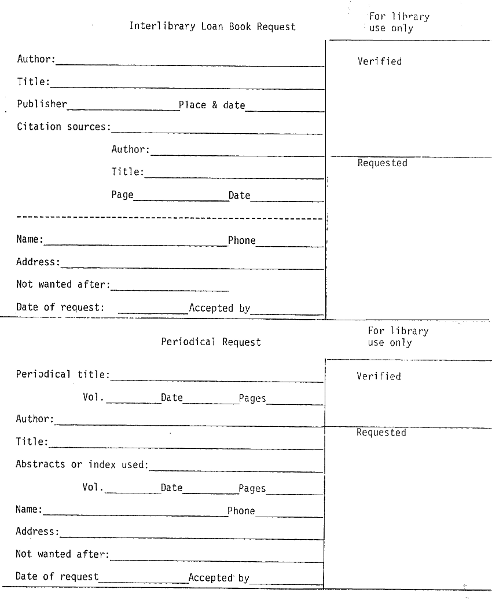 Interlibrary Loan Book Request
For library
use only
Author:
Title:
Publisher Place & date
Citation sources:
Author:
Title:
Page Date
Name: Phone
Address:
Not wanted after:
Date of request: Accepted by
Verified
Requested
Periodical Request
For library
use only
Periodical title:
Vol. Date Pages
Author:
Title:
Abstracts or index used:
Vol. Date Pages
Name: Phone
Address:
Not wanted after:
Date of request Accepted by
Verified
Requested